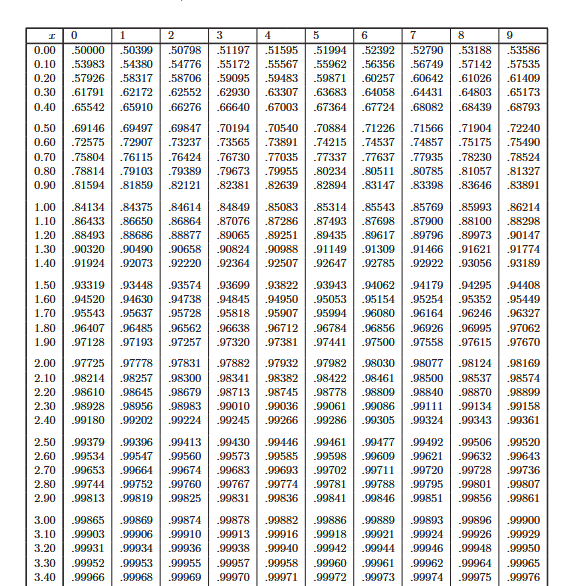 x 0 1 2 3 4 5 6 7 8 9
0.00 .50000 .50399 .50798 .51197 .51595 .51994 .52392 .52790 .53188 .53586
0.10 .53983 .54380 .54776 .55172 .55567 .55962 .56356 .56749 .57142 .57535
0.20 .57926 .58317 .58706 .59095 .59483 .59871 .60257 .60642 .61026 .61409
0.30 .61791 .62172 .62552 .62930 .63307 .63683 .64058 .64431 .64803 .65173
0.40 .65542 .65910 .66276 .66640 .67003 .67364 .67724 .68082 .68439 .68793
0.50 .69146 .69497 .69847 .70194 .70540 .70884 .71226 .71566 .71904 .72240
0.60 .72575 .72907 .73237 .73565 .73891 .74215 .74537 .74857 .75175 .75490
0.70 .75804 .76115 .76424 .76730 .77035 .77337 .77637 .77935 .78230 .78524
0.80 .78814 .79103 .79389 .79673 .79955 .80234 .80511 .80785 .81057 .81327
0.90 .81594 .81859 .82121 .82381 .82639 .82894 .83147 .83398 .83646 .83891
1.00 .84134 .84375 .84614 .84849 .85083 .85314 .85543 .85769 .85993 .86214
1.10 .86433 .86650 .86864 .87076 .87286 .87493 .87698 .87900 .88100 .88298
1.20 .88493 .88686 .88877 .89065 .89251 .89435 .89617 .89796 .89973 .90147
1.30 .90320 .90490 .90658 .90824 .90988 .91149 .91309 .91466 .91621 .91774
1.40 .91924 .92073 .92220 .92364 .92507 .92647 .92785 .92922 .93056 .93189
1.50 .93319 .93448 .93574 .93699 .93822 .93943 .94062 .94179 .94295 .94408
1.60 .94520 .94630 .94738 .94845 .94950 .95053 .95154 .95254 .95352 .95449
1.70 .95543 .95637 .95728 .95818 .95907 .95994 .96080 .96164 .96246 .96327
1.80 .96407 .96485 .96562 .96638 .96712 .96784 .96856 .96926 .96995 .97062
1.90 .97128 .97193 .97257 .97320 .97381 .97441 .97500 .97558 .97615 .97670
2.00 .97725 .97778 .97831 .97882 .97932 .97982 .98030 .98077 .98124 .98169
2.10 .98214 .98257 .98300 .98341 .98382 .98422 .98461 .98500 .98537 .98574
2.20 .98610 .98645 .98679 .98713 .98745 .98778 .98809 .98840 .98870 .98899
2.30 .98928 .98956 .98983 .99010 .99036 .99061 .99086 .99111 .99134 .99158
2.40 .99180 .99202 .99224 .99245 .99266 .99286 .99305 .99324 .99343 .99361
2.50 .99379 .99396 .99413 .99430 .99446 .99461 .99477 .99492 .99506 .99520
2.60 .99534 .99547 .99560 .99573 .99585 .99598 .99609 .99621 .99632 .99643
2.70 .99653 .99664 .99674 .99683 .99693 .99702 .99711 .99720 .99728 .99736
2.80 .99744 .99752 .99760 .99767 .99774 .99781 .99788 .99795 .99801 .99807
2.90 .99813 .99819 .99825 .99831 .99836 .99841 .99846 .99851 .99856 .99861
3.00 .99865 .99869 .99874 .99878 .99882 .99886 .99889 .99893 .99896 .99900
3.10 .99903 .99906 .99910 .99913 .99916 .99918 .99921 .99924 .99926 .99929
3.20 .99931 .99934 .99936 .99938 .99940 .99942 .99944 .99946 .99948 .99950
3.30 .99952 .99953 .99955 .99957 .99958 .99960 .99961 .99962 .99964 .99965
3.40 .99966 .99968 .99969 .99970 .99971 .99972 .99973 .99974 .99975 .99976